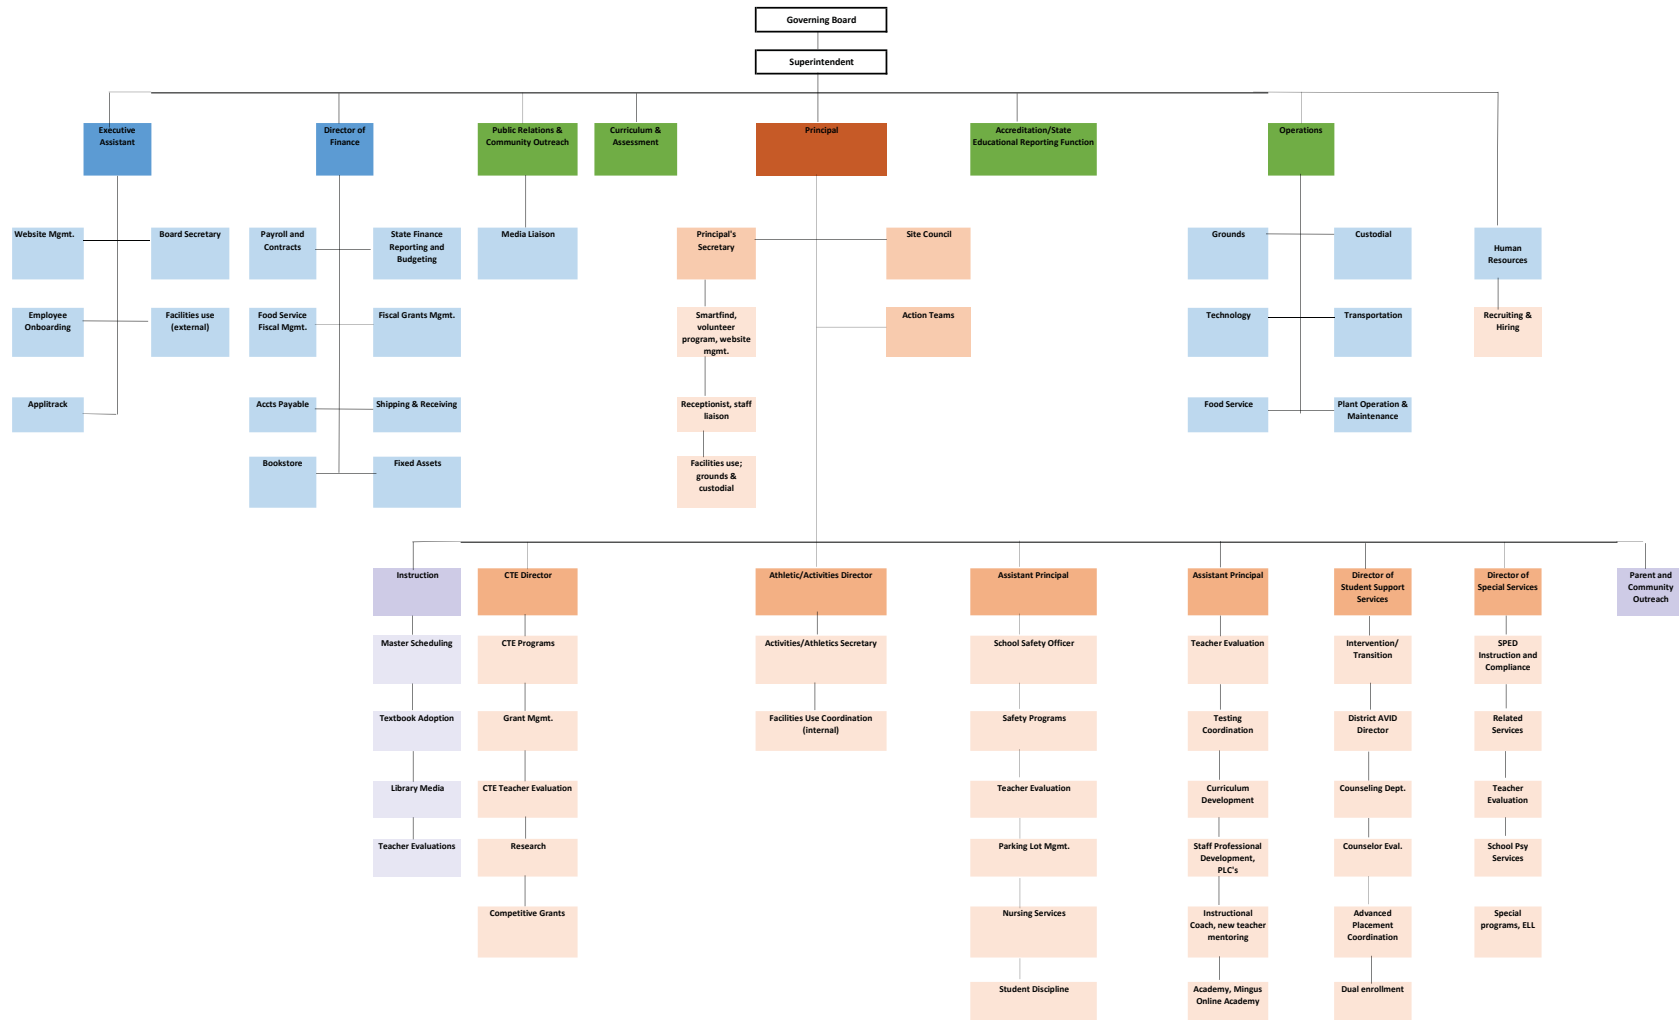 Governing Board
Superintendent
Executive
Assistant
Director of
Finance
Public Relations &
Community Outreach
Curriculum &
Assessment
Principal
Accreditation/State
Educational Reporting Function
Operations
Website Mgmt.
Board Secretary
Payroll and
Contracts
State Finance
Reporting and
Budgeting
Media Liaison
Principal's
Secretary
Site Council
Grounds
Custodial
Human
Resources
Employee
Onboarding
Facilities use
(external)
Food Service
Fiscal Mgmt.
Fiscal Grants Mgmt.
Smartfind,
volunteer
program, website
mgmt.
Action Teams
Technology
Transportation
Recruiting &
Hiring
Applitrack
Accts Payable
Shipping & Receiving
Receptionist, staff
liaison
Food Service
Plant Operation &
Maintenance
Bookstore
Fixed Assets
Facilities use;
grounds &
custodial
Instruction
CTE Director
Athletic/Activities Director
Assistant Principal
Assistant Principal
Director of
Student Support
Services
Director of
Special Services
Parent and
Community
Outreach
Master Scheduling
CTE Programs
Activities/Athletics Secretary
School Safety Officer
Teacher Evaluation
Intervention/
Transition
SPED
Instruction and
Compliance
Textbook Adoption
Grant Mgmt.
Facilities Use Coordination
(internal)
Safety Programs
Testing
Coordination
District AVID
Director
Related
Services
Library Media
CTE Teacher Evaluation
Teacher Evaluation
Curriculum
Development
Counseling Dept.
Teacher
Evaluation
Teacher Evaluations
Research
Parking Lot Mgmt.
Staff Professional
Development,
PLC's
Counselor Eval.
School Psy
Services
Competitive Grants
Nursing Services
Instructional
Coach, new teacher
mentoring
Advanced
Placement
Coordination
Special
programs, ELL
Student Discipline
Academy, Mingus
Online Academy
Dual enrollment